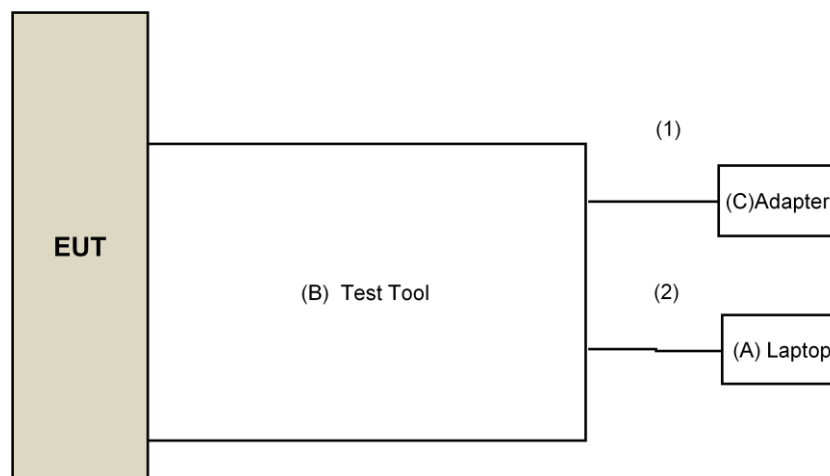 (1)
(C)Adapter
EUT
(B) Test Tool
(2)
(A) Laptop